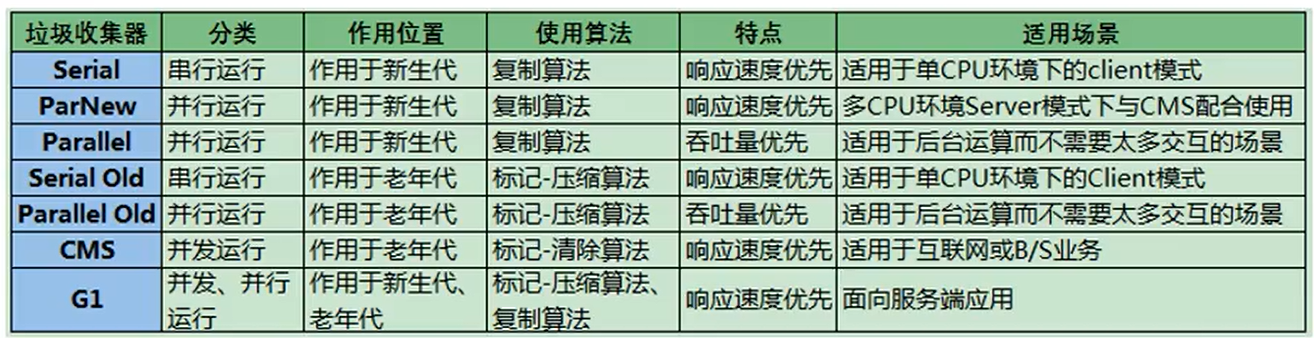 垃圾收集器 分类 作用位置 使用算法 特点 适用场景
Serial 串行运行 作用于新生代 复制算法 响应速度优先 适用于单CPU环境下的client模式
ParNew 并行运行 作用于新生代 复制算法 响应速度优先 多CPU环境Server模式下与CMS配合使用
Parallel 并行运行 作用于新生代 复制算法 吞吐量优先 适用于后台运算而不需要太多交互的场景
Serial Old 串行运行 作用于老年代 标记-压缩算法 响应速度优先 适用于单CPU环境下的Client模式
Parallel Old 并行运行 作用于老年代 标记-压缩算法 吞吐量优先 适用于后台运算而不需要太多交互的场景
CMS 并发运行 作用于老年代 标记-清除算法 响应速度优先 适用于互联网或B/S业务
G1 并发、并行 作用于新生代、 标记-压缩算法、 响应速度优先 面向服务端应用
运行 老年代 复制算法